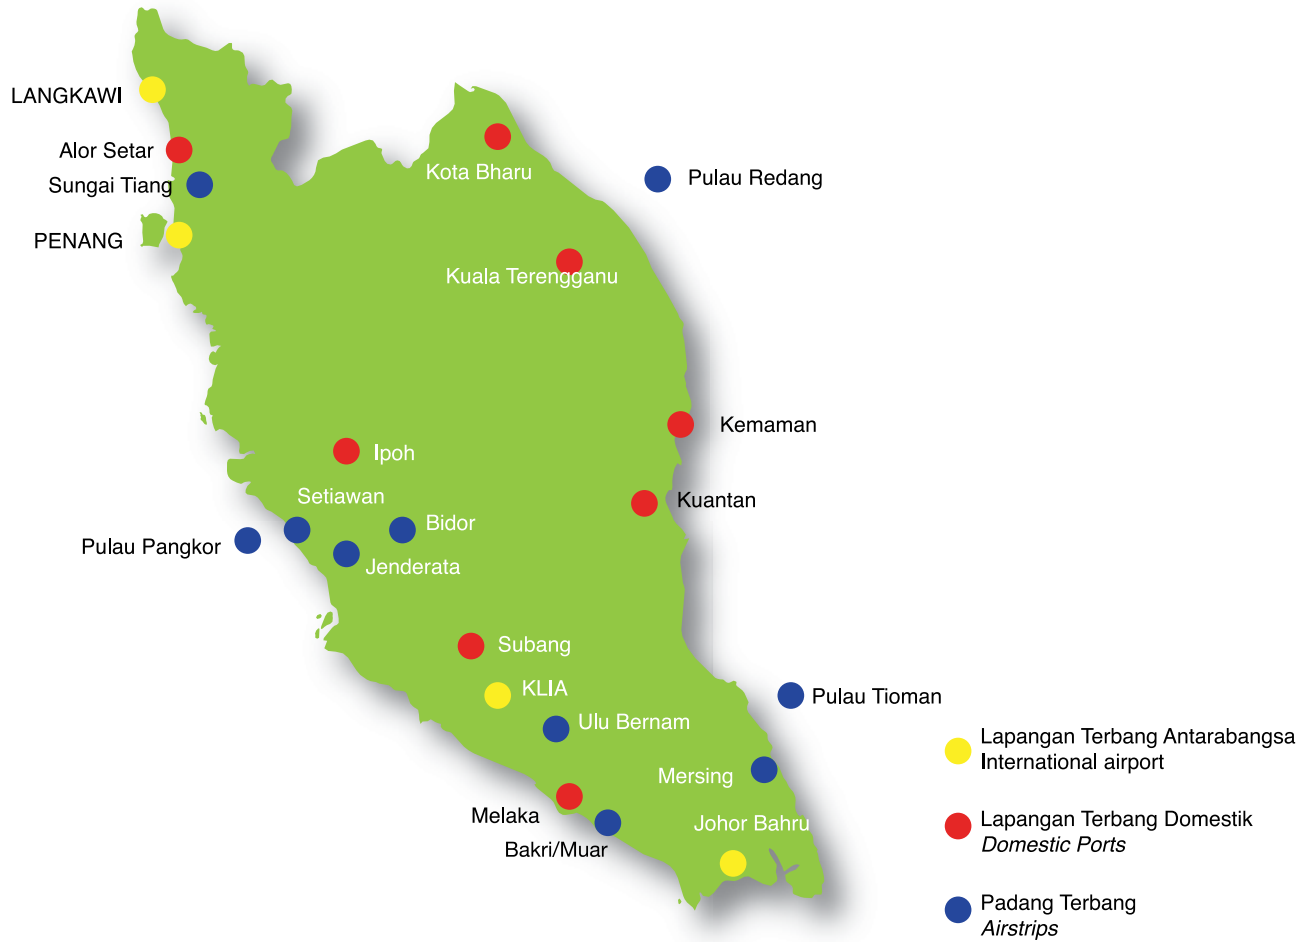 LANGKAWI
Alor Setar
Kota Bharu
Sungai Tiang
Pulau Redang
PENANG
Kuala Terengganu
Kemaman
Ipoh
Setiawan
Kuantan
Bidor
Pulau Pangkor
Jenderata
Subang
KLIA
Pulau Tioman
Ulu Bernam
Mersing
Melaka
Johor Bahru
Bakri/Muar
Lapangan Terbang Antarabangsa
International airport
Lapangan Terbang Domestik
Domestic Ports
Padang Terbang
Airstrips